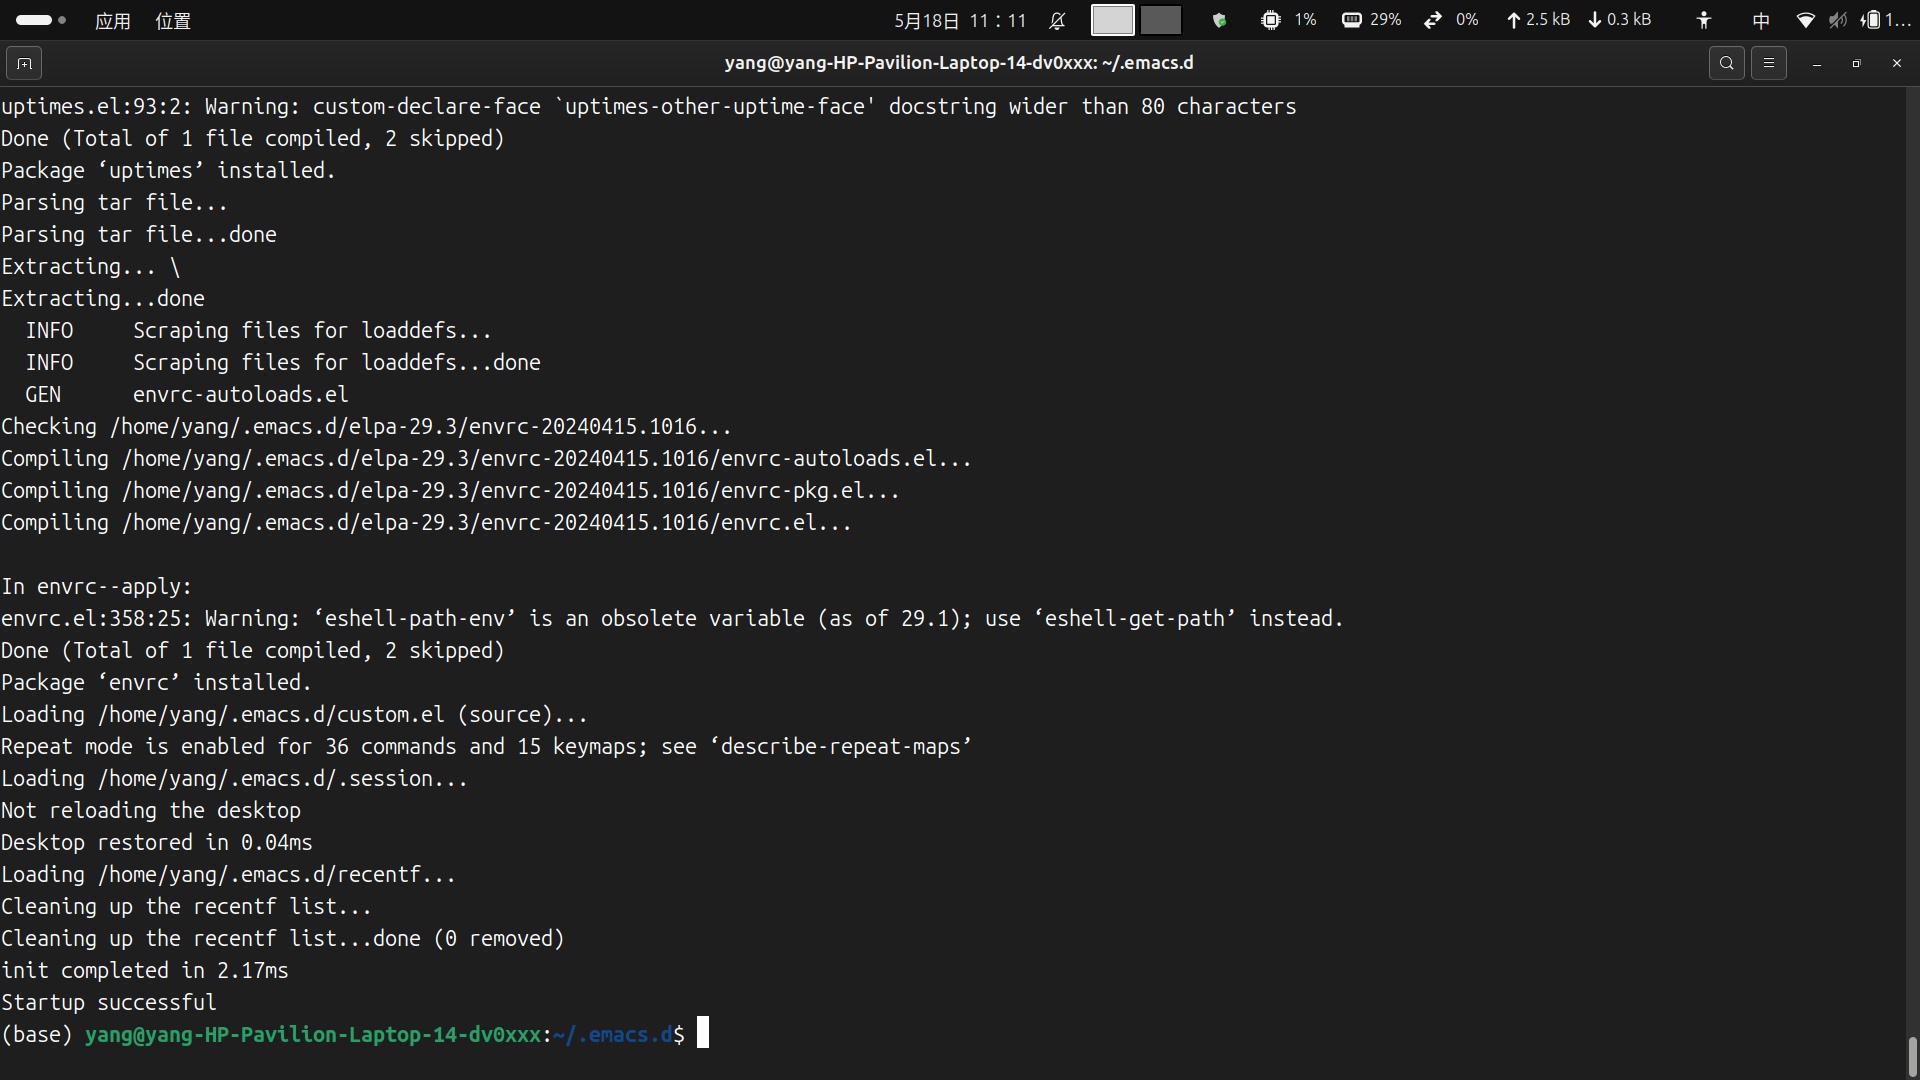 应用 位置 5月18日 11：11 1% 29% 0% 2.5 kB 0.3 kB 中 1…
yang@yang-HP-Pavilion-Laptop-14-dv0xxx: ~/.emacs.d
uptimes.el:93:2: Warning: custom-declare-face `uptimes-other-uptime-face' docstring wider than 80 characters
Done (Total of 1 file compiled, 2 skipped)
Package ‘uptimes’ installed.
Parsing tar file...
Parsing tar file...done
Extracting... \
Extracting...done
  INFO     Scraping files for loaddefs...
  INFO     Scraping files for loaddefs...done
  GEN      envrc-autoloads.el
Checking /home/yang/.emacs.d/elpa-29.3/envrc-20240415.1016...
Compiling /home/yang/.emacs.d/elpa-29.3/envrc-20240415.1016/envrc-autoloads.el...
Compiling /home/yang/.emacs.d/elpa-29.3/envrc-20240415.1016/envrc-pkg.el...
Compiling /home/yang/.emacs.d/elpa-29.3/envrc-20240415.1016/envrc.el...
In envrc--apply:
envrc.el:358:25: Warning: ‘eshell-path-env’ is an obsolete variable (as of 29.1); use ‘eshell-get-path’ instead.
Done (Total of 1 file compiled, 2 skipped)
Package ‘envrc’ installed.
Loading /home/yang/.emacs.d/custom.el (source)...
Repeat mode is enabled for 36 commands and 15 keymaps; see ‘describe-repeat-maps’
Loading /home/yang/.emacs.d/.session...
Not reloading the desktop
Desktop restored in 0.04ms
Loading /home/yang/.emacs.d/recentf...
Cleaning up the recentf list...
Cleaning up the recentf list...done (0 removed)
init completed in 2.17ms
Startup successful
(base) yang@yang-HP-Pavilion-Laptop-14-dv0xxx:~/.emacs.d$